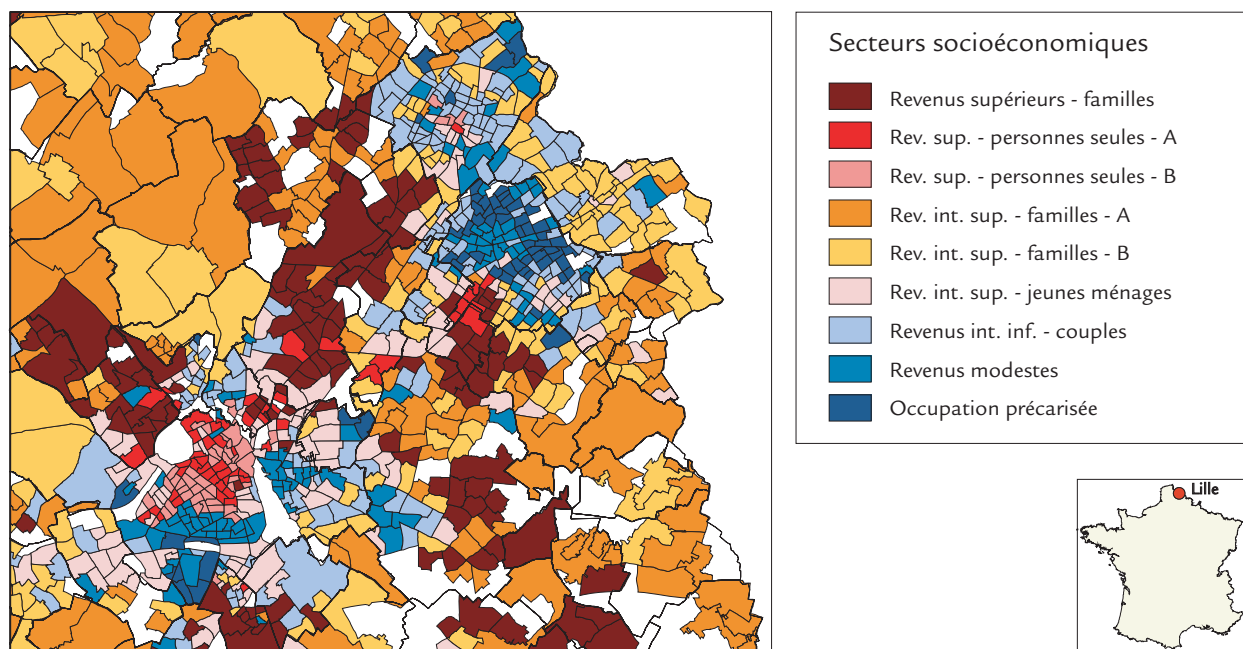 Secteurs socioéconomiques
Revenus supérieurs - familles
Rev. sup. - personnes seules - A
Rev. sup. - personnes seules - B
Rev. int. sup. - familles - A
Rev. int. sup. - familles - B
Rev. int. sup. - jeunes ménages
Revenus int. inf. - couples
Revenus modestes
Occupation précarisée
Lille